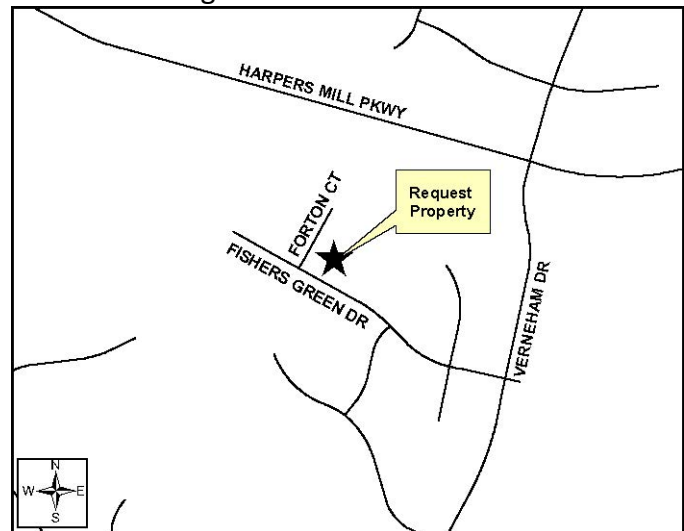 HARPERS MILL PKWY
Request
Property
FORTON CT
FISHERS GREEN DR
VERNEHAM DR
N
W E
S